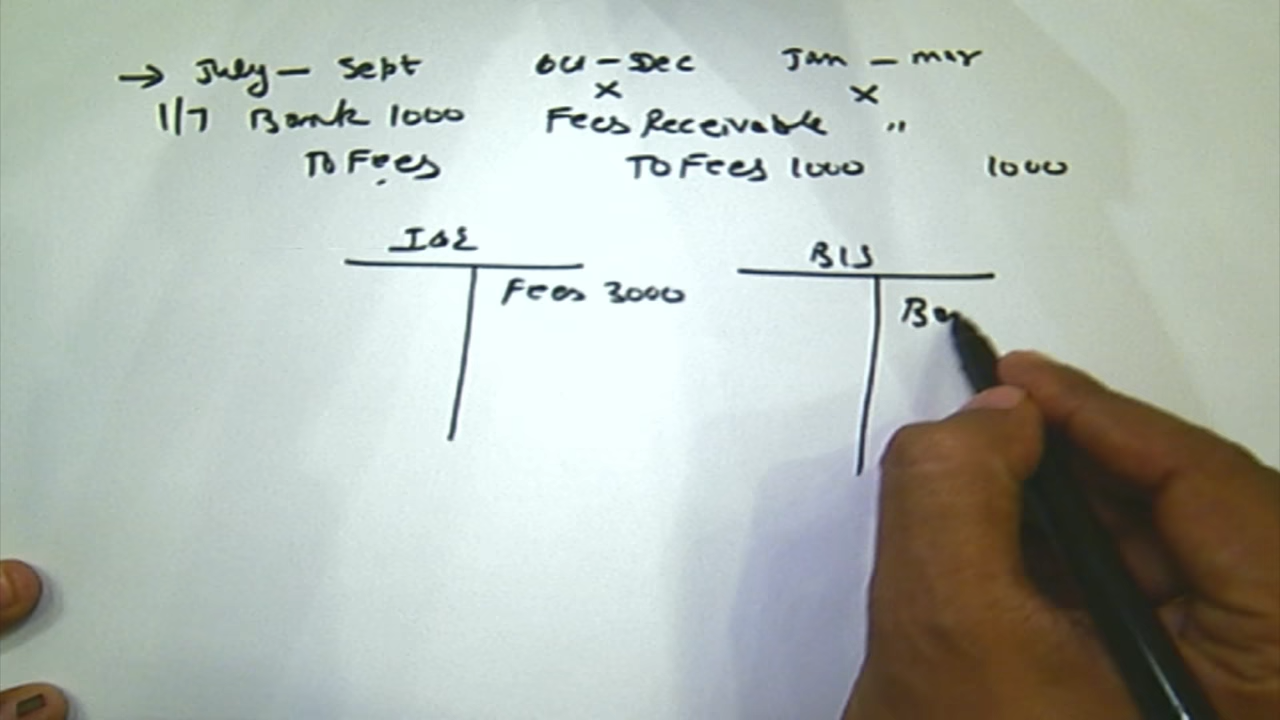 → July – Sept Oct – Dec Jan – mar
× ×
1/7 Bank 1000 Fees Receivable "
To Fees To Fees 1000 1000
I&E B/S
Fees 3000